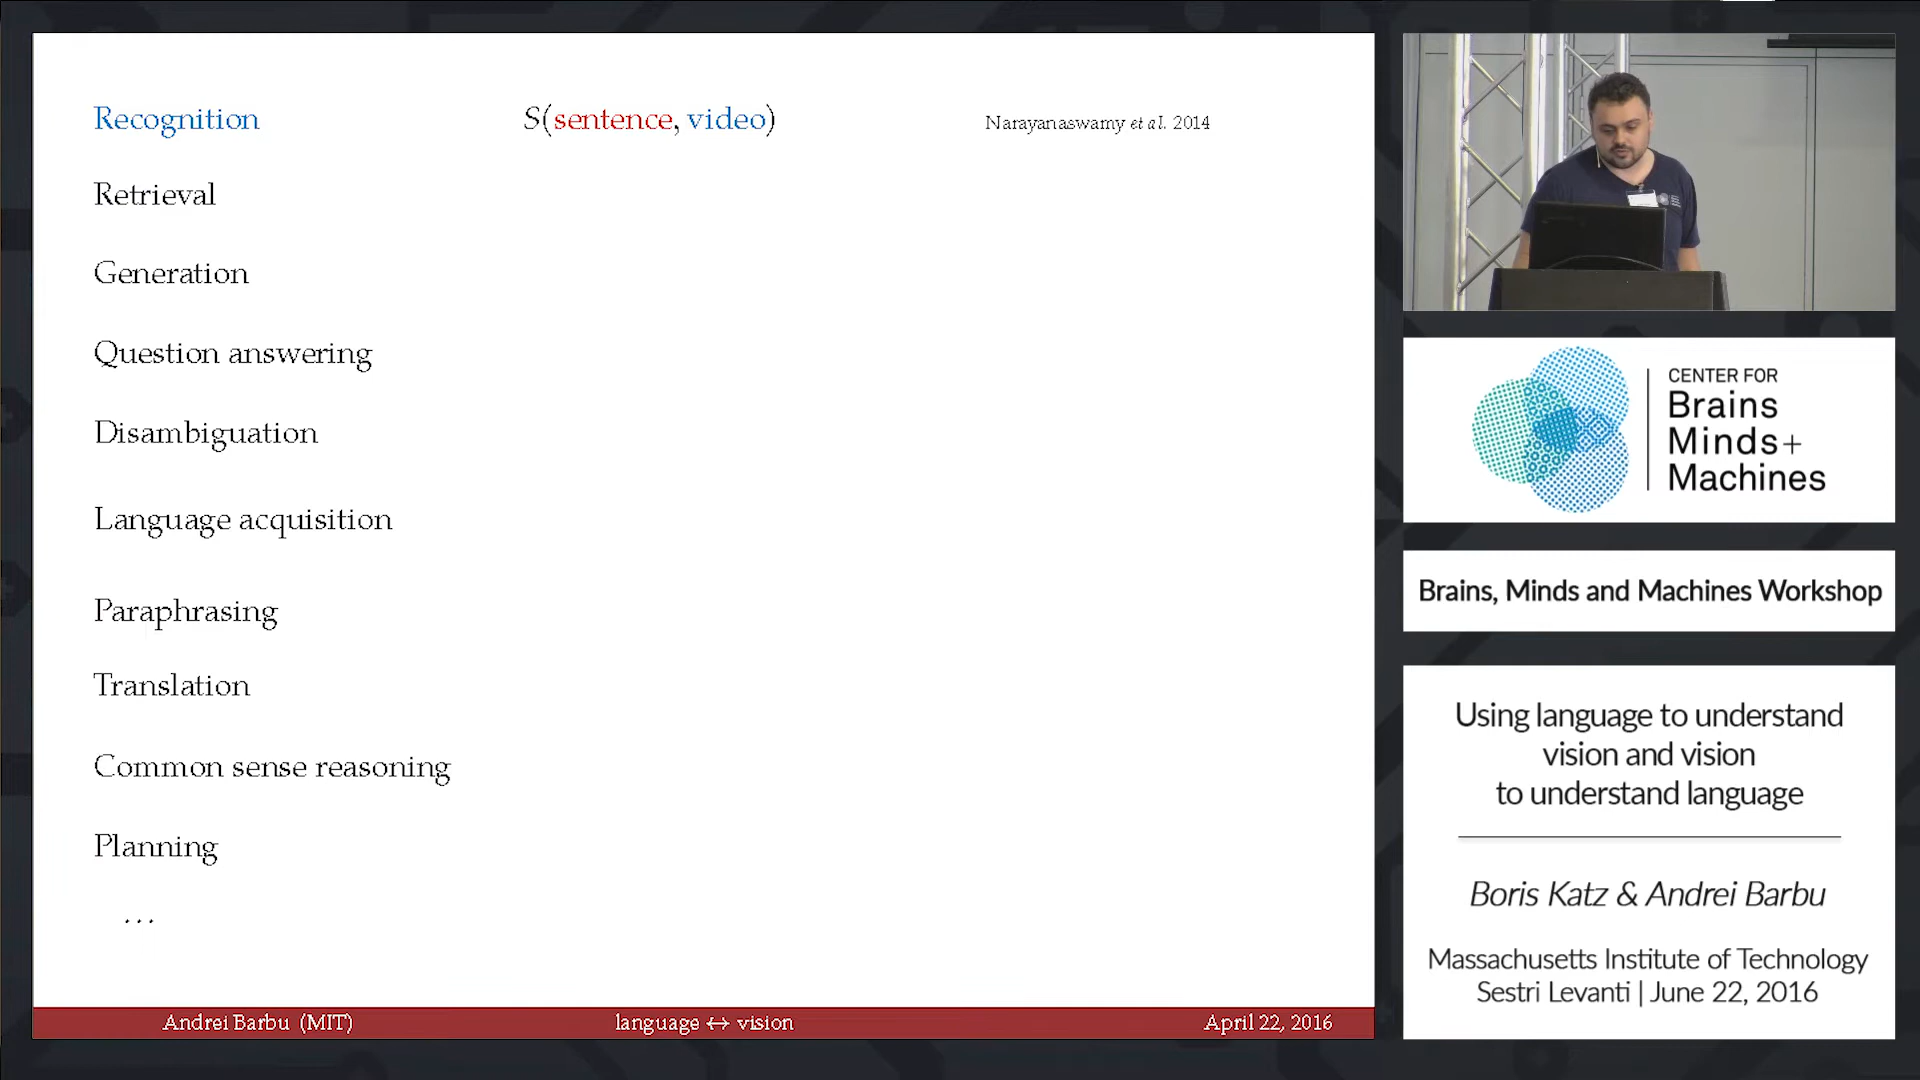 Recognition S(sentence, video) Narayanaswamy et al. 2014
Retrieval
Generation
Question answering
Disambiguation
Language acquisition
Paraphrasing
Translation
Common sense reasoning
Planning
...
Andrei Barbu (MIT) language ↔ vision April 22, 2016
CENTER FOR
Brains
Minds+
Machines
Brains, Minds and Machines Workshop
Using language to understand
vision and vision
to understand language
Boris Katz & Andrei Barbu
Massachusetts Institute of Technology
Sestri Levanti | June 22, 2016